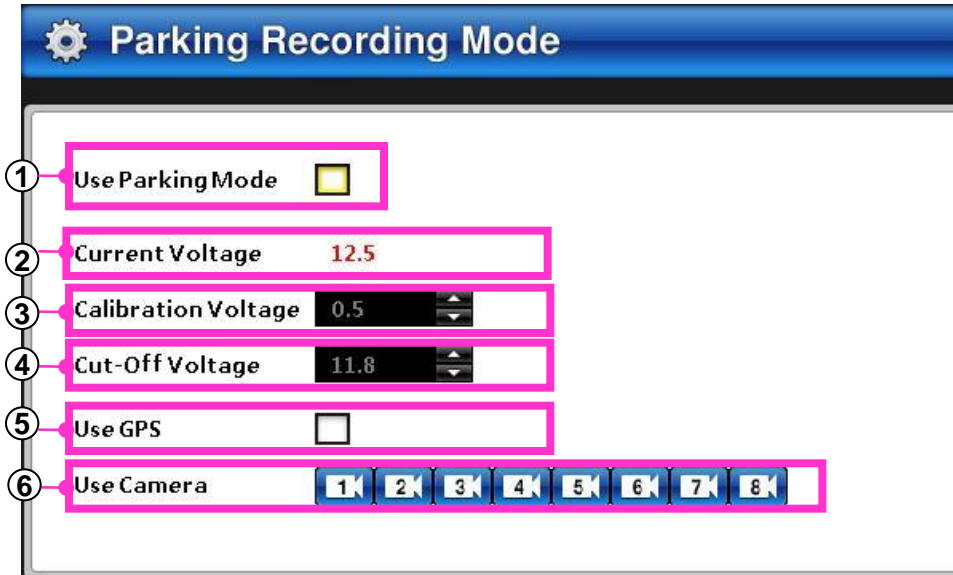 Parking Recording Mode
1 Use Parking Mode
2 Current Voltage 12.5
3 Calibration Voltage 0.5
4 Cut-Off Voltage 11.8
5 Use GPS
6 Use Camera 1 2 3 4 5 6 7 8